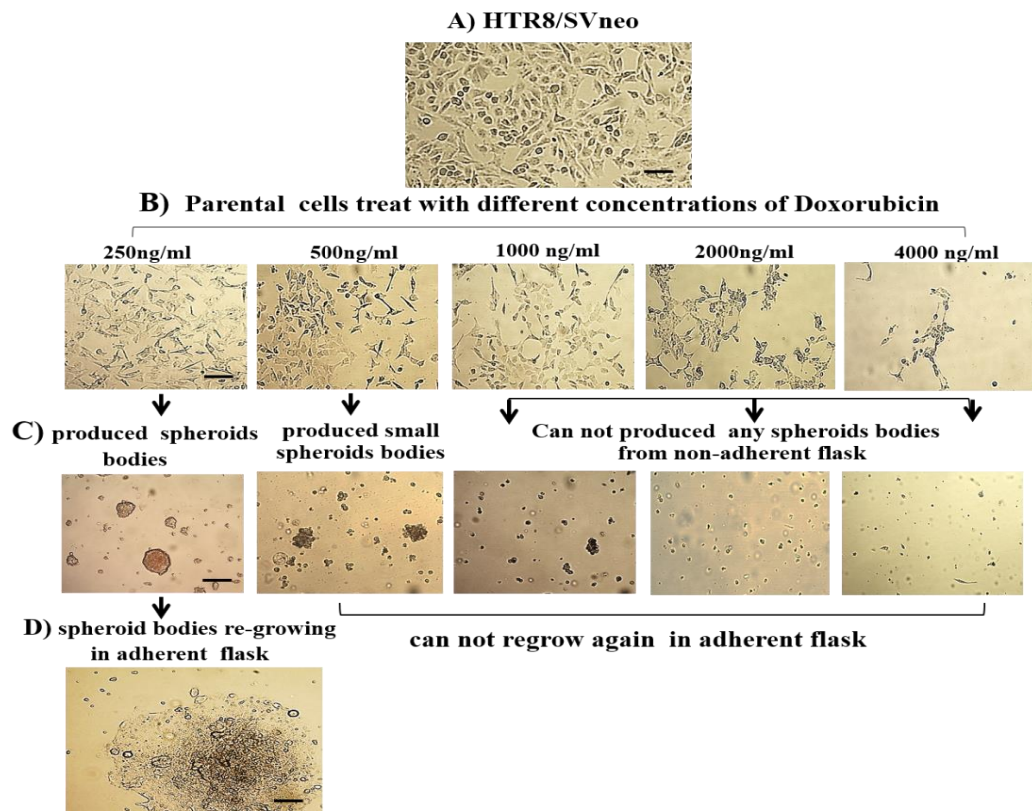 A) HTR8/SVneo
B) Parental cells treat with different concentrations of Doxorubicin
250ng/ml 500ng/ml 1000 ng/ml 2000ng/ml 4000 ng/ml
C) produced spheroids
bodies
produced small
spheroids bodies
Can not produced any spheroids bodies
from non-adherent flask
D) spheroid bodies re-growing
in adherent flask
can not regrow again in adherent flask